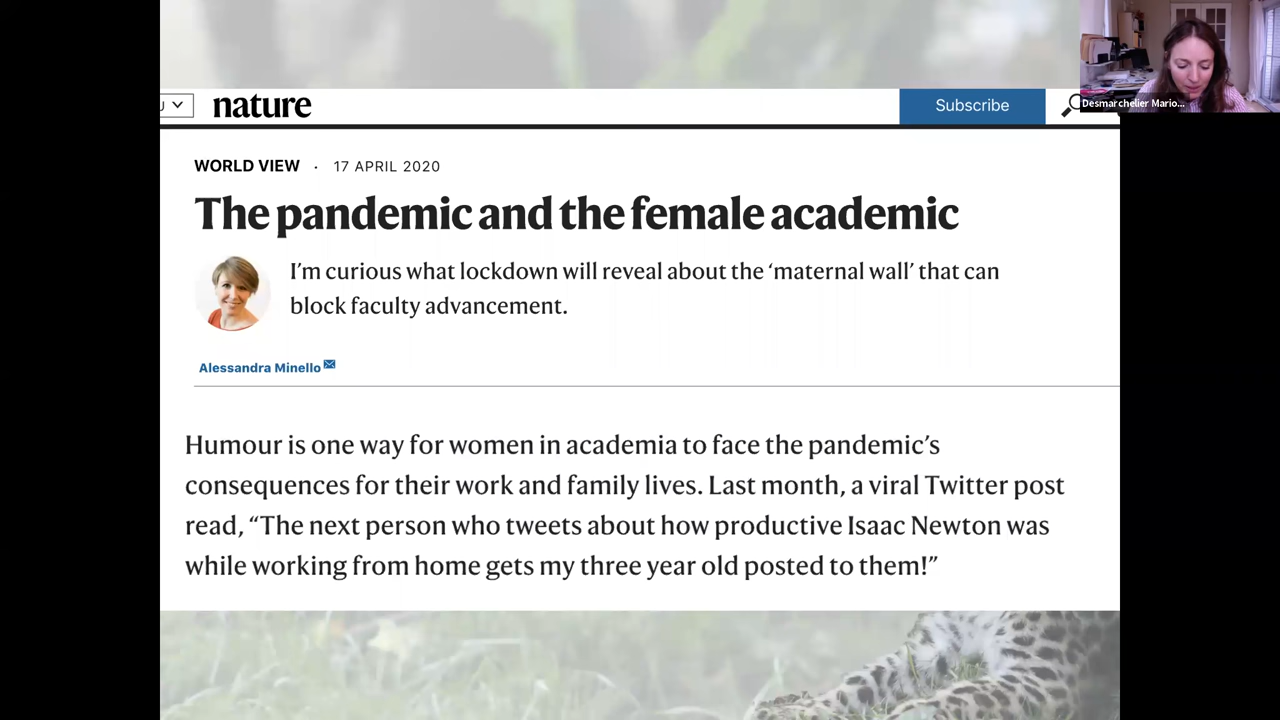 nature
Subscribe
Desmarchelier Mario...
WORLD VIEW · 17 APRIL 2020
The pandemic and the female academic
I'm curious what lockdown will reveal about the 'maternal wall' that can
block faculty advancement.
Alessandra Minello
Humour is one way for women in academia to face the pandemic's
consequences for their work and family lives. Last month, a viral Twitter post
read, “The next person who tweets about how productive Isaac Newton was
while working from home gets my three year old posted to them!”